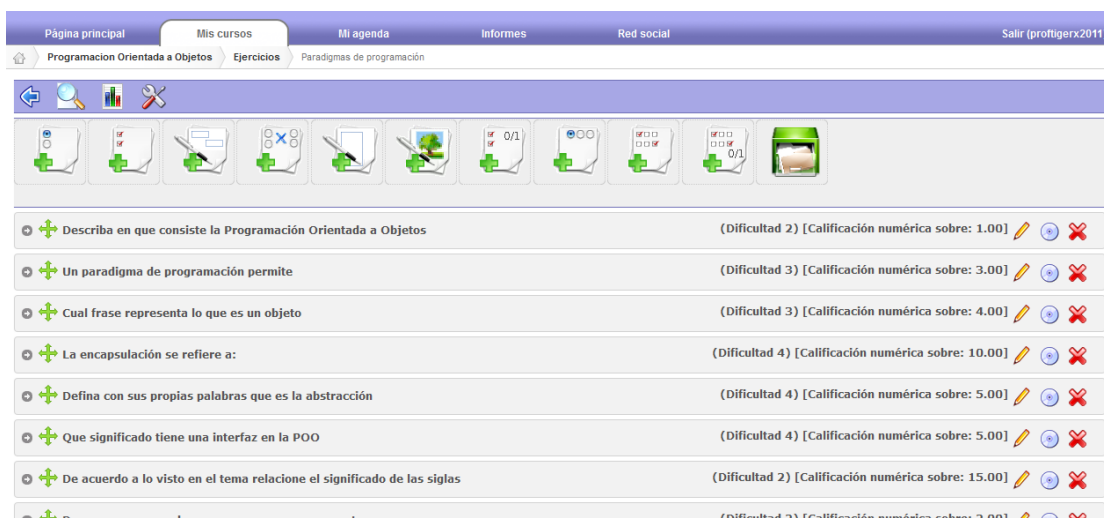 Página principal Mis cursos Mi agenda Informes Red social Salir (proftigerx2011
Programacion Orientada a Objetos Ejercicios Paradigmas de programación
0/1
0/1
Describa en que consiste la Programación Orientada a Objetos (Dificultad 2) [Calificación numérica sobre: 1.00]
Un paradigma de programación permite (Dificultad 3) [Calificación numérica sobre: 3.00]
Cual frase representa lo que es un objeto (Dificultad 3) [Calificación numérica sobre: 4.00]
La encapsulación se refiere a: (Dificultad 4) [Calificación numérica sobre: 10.00]
Defina con sus propias palabras que es la abstracción (Dificultad 4) [Calificación numérica sobre: 5.00]
Que significado tiene una interfaz en la POO (Dificultad 4) [Calificación numérica sobre: 5.00]
De acuerdo a lo visto en el tema relacione el significado de las siglas (Dificultad 2) [Calificación numérica sobre: 15.00]